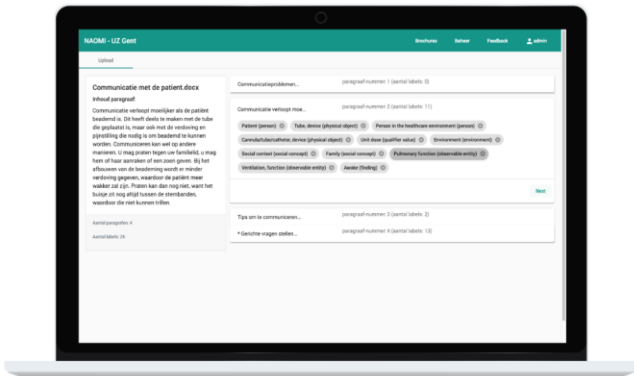 NAOMI - UZ Gent
Brochures
Beheer
Feedback
admin
Upload
Communicatie met de patient.docx
Inhoud paragraaf:
Communicatie verloopt moeilijker als de patiënt
beademd is. Dit heeft deels te maken met de tube
die geplaatst is, maar ook met de verdoving en
pijnstilling die nodig is om beademd te kunnen
worden. Communiceren kan wel op andere
manieren. U mag praten tegen uw familielid, u mag
hem of haar aanraken of een zoen geven. Bij het
afbouwen van de beademing wordt er minder
verdoving gegeven, waardoor de patiënt meer
wakker zal zijn. Praten kan dan nog niet, want het
buisje zit nog altijd tussen de stembanden,
waardoor die niet kunnen trillen.
Aantal paragrafen: 4
Aantal labels: 26
Communicatieproblemen...
paragraaf-nummer: 1 (aantal labels: 0)
Communicatie verloopt moe...
paragraaf-nummer: 2 (aantal labels: 11)
Patient (person)
Tube, device (physical object)
Person in the healthcare environment (person)
Cannula/tube/catheter, device (physical object)
Unit dose (qualifier value)
Environment (environment)
Social context (social concept)
Family (social concept)
Pulmonary function (observable entity)
Ventilation, function (observable entity)
Awake (finding)
Next
Tips om te communiceren...
paragraaf-nummer: 3 (aantal labels: 2)
* Gerichte vragen stellen...
paragraaf-nummer: 4 (aantal labels: 13)